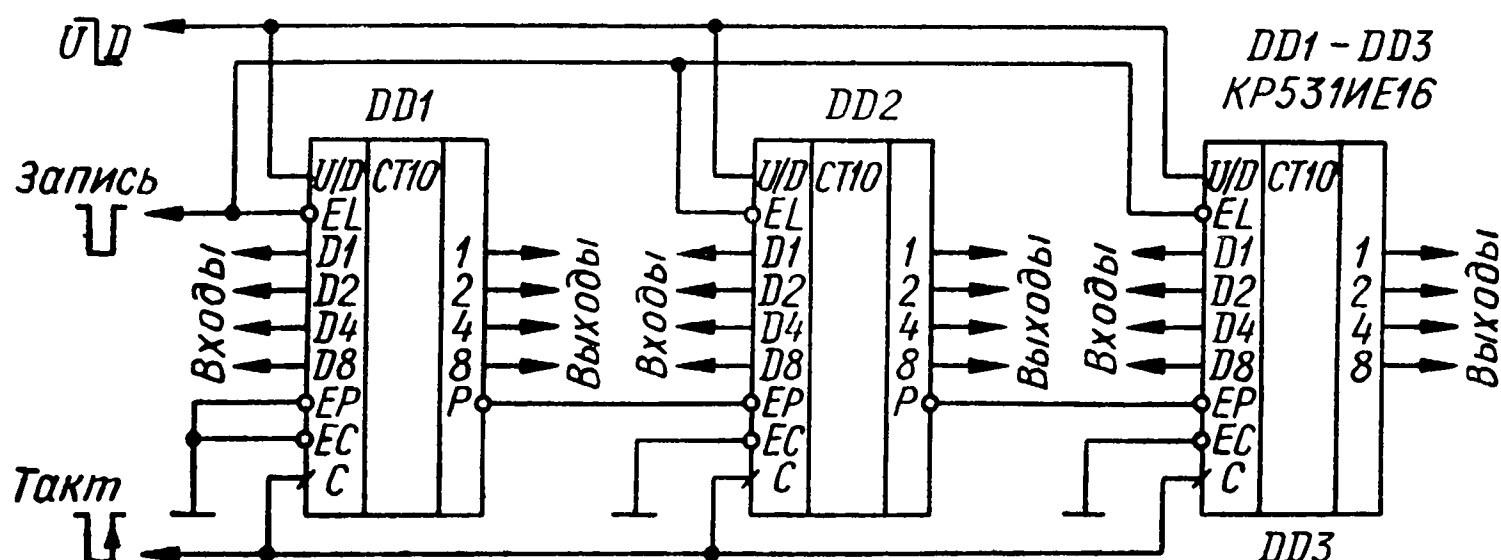 U D
DD1 – DD3
КР531ИЕ16
DD1
DD2
Запись
U/D CT10
EL
D1 1
D2 2
D4 4
D8 8
EP P
EC
C
Входы
Выходы
U/D CT10
EL
D1 1
D2 2
D4 4
D8 8
EP P
EC
C
Входы
Выходы
U/D CT10
EL
D1 1
D2 2
D4 4
D8 8
EP
EC
C
Входы
Выходы
Такт
DD3